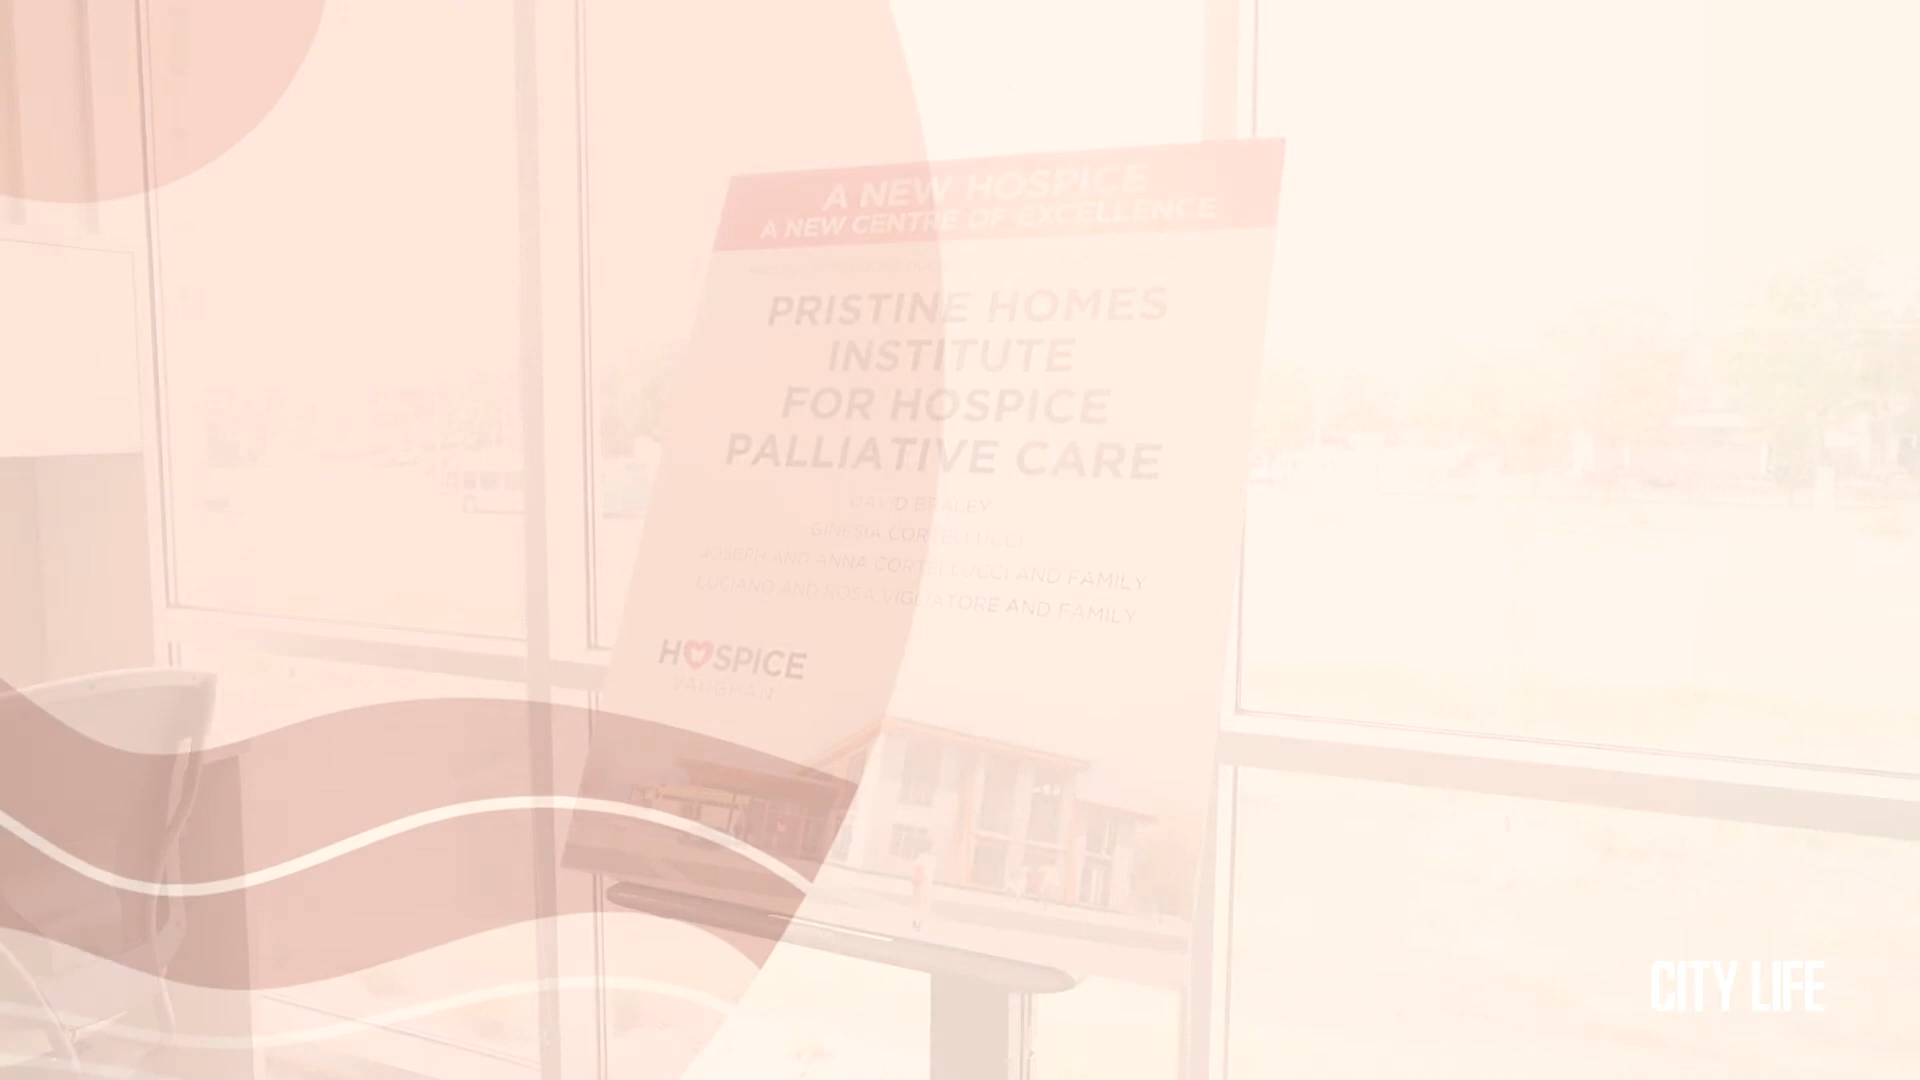 A NEW HOSPICE
A NEW CENTRE OF EXCELLENCE
PRISTINE HOMES
INSTITUTE
FOR HOSPICE
PALLIATIVE CARE
DAVID BRALEY
GINESIA CORTELLUCCI
JOSEPH AND ANNA CORTELLUCCI AND FAMILY
LUCIANO AND ROSA VIGLIATORE AND FAMILY
HOSPICE
VAUGHAN
CITY LIFE